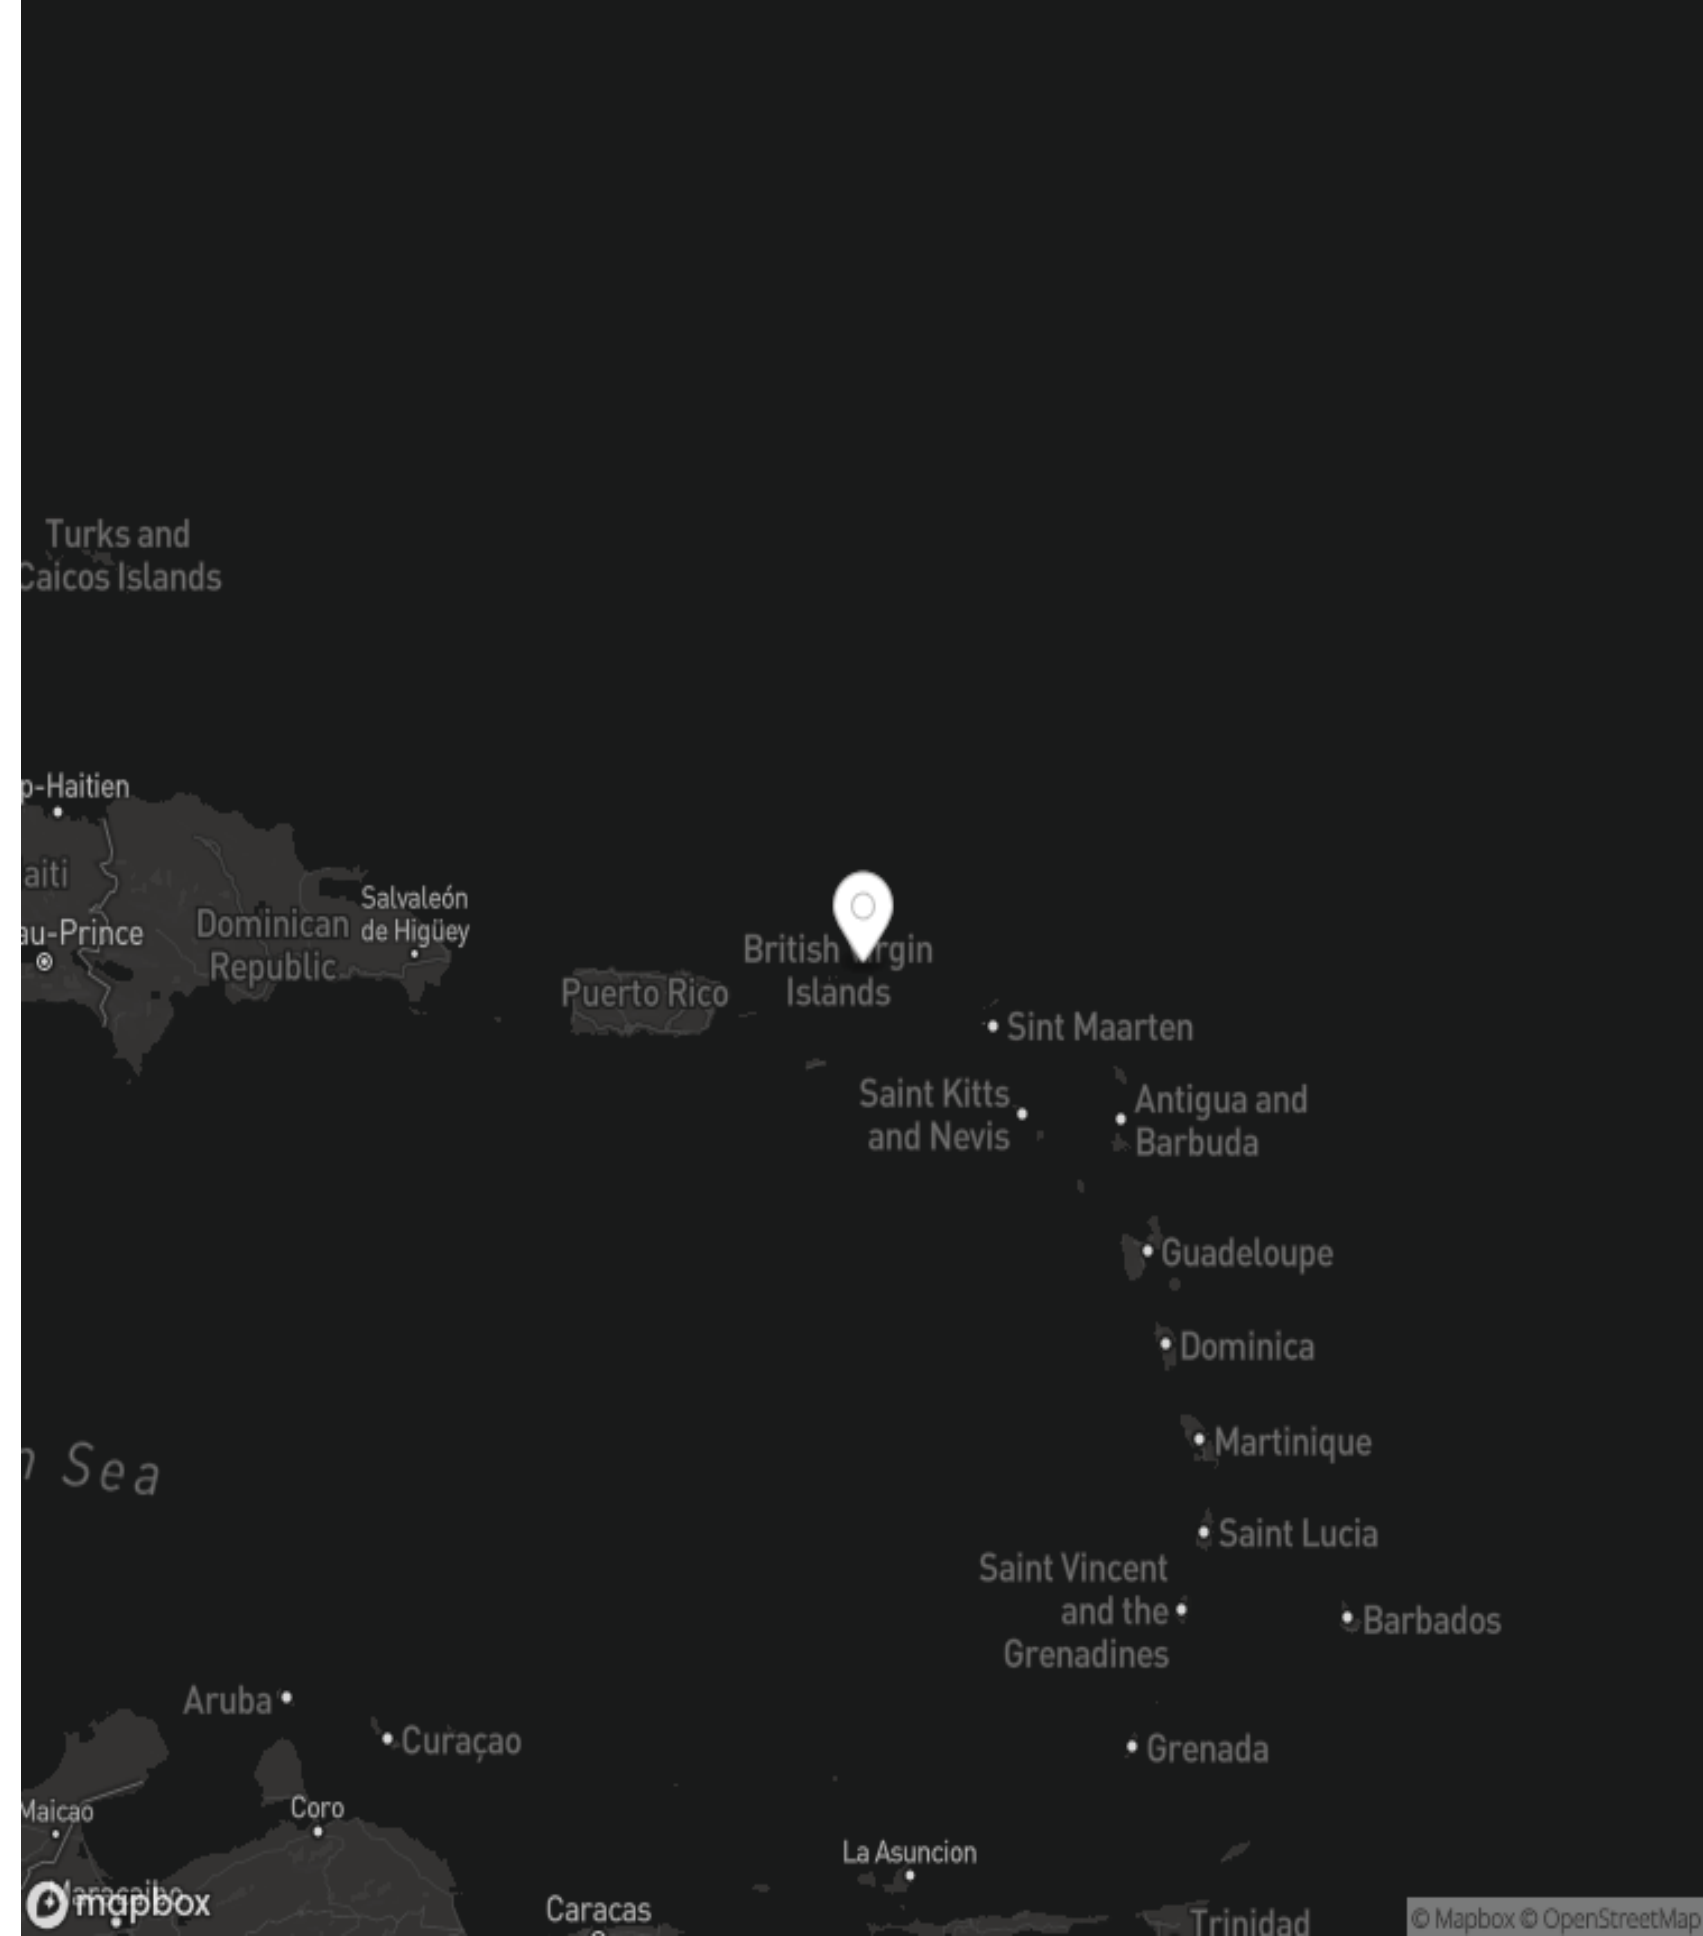 Turks and
Caicos Islands
p-Haitien
aiti
Salvaleón
de Higüey
Dominican
Republic
au-Prince
British Virgin
Islands
Puerto Rico
Sint Maarten
Saint Kitts
and Nevis
Antigua and
Barbuda
Guadeloupe
Dominica
Martinique
n Sea
Saint Lucia
Saint Vincent
and the
Grenadines
Barbados
Aruba
Curaçao
Grenada
Maicao
Coro
La Asuncion
Maracaibo
mapbox
Caracas
Trinidad
© Mapbox © OpenStreetMap